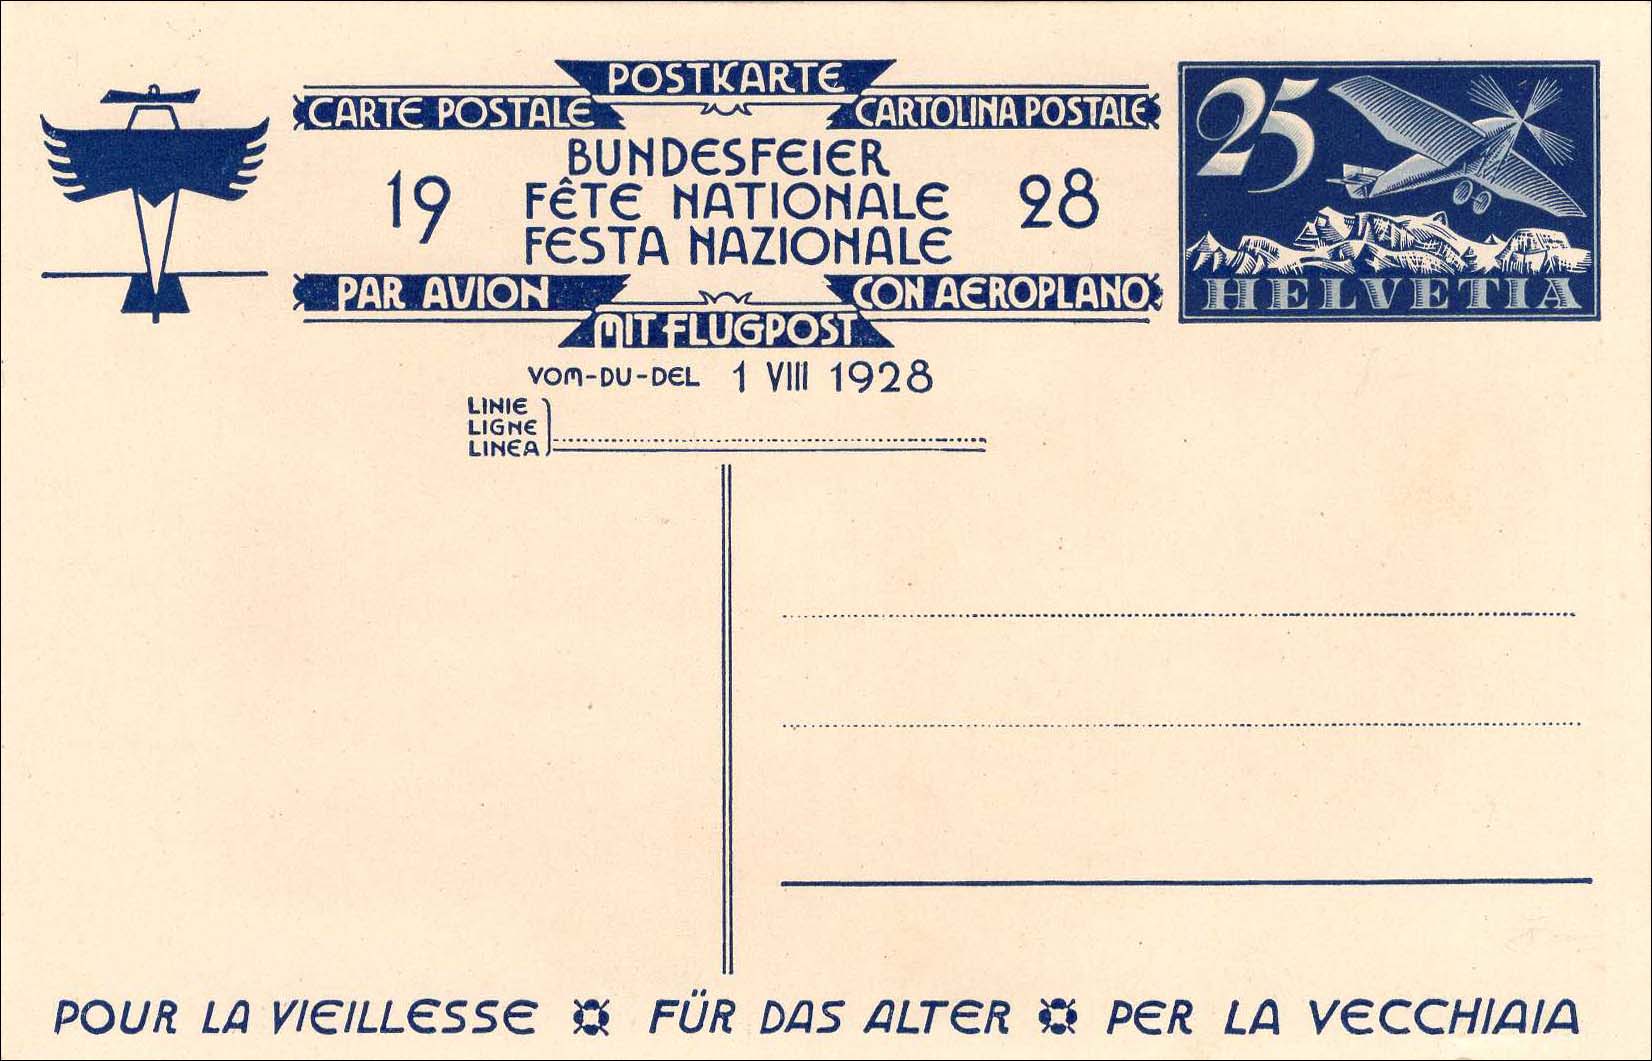 POSTKARTE
CARTE POSTALE CARTOLINA POSTALE
BUNDESFEIER
19 FÊTE NATIONALE 28
FESTA NAZIONALE
PAR AVION CON AEROPLANO
MIT FLUGPOST
VOM-DU-DEL 1 VIII 1928
LINIE
LIGNE
LINEA
25
HELVETIA
POUR LA VIEILLESSE FÜR DAS ALTER PER LA VECCHIAIA